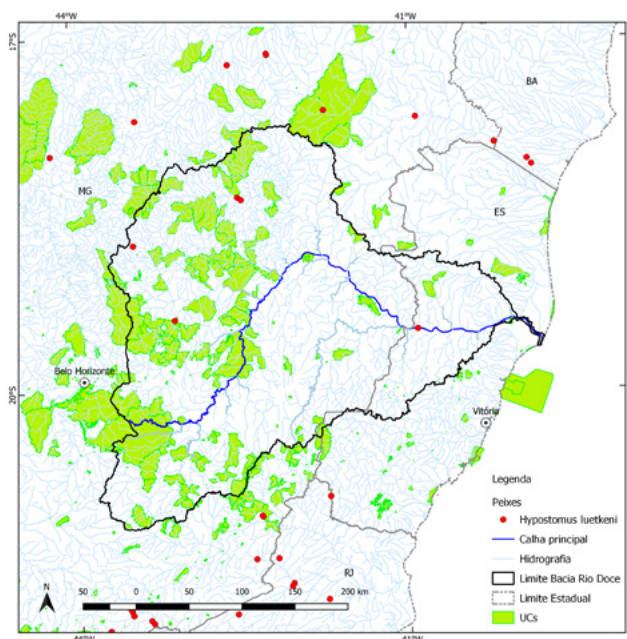 44°W
41°W
17°S
BA
MG
ES
Belo Horizonte
20°S
Vitória
Legenda
Peixes
Hypostomus luetkeni
Calha principal
Hidrografia
Limite Bacia Rio Doce
Limite Estadual
UCs
RJ
N
50 0 50 100 150 200 km